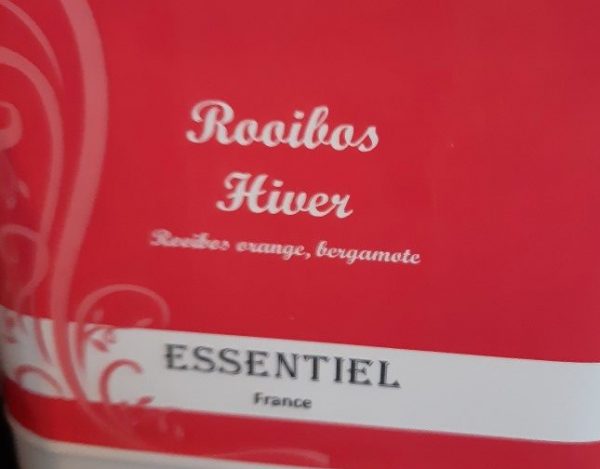 Rooibos
Hiver
Rooibos orange, bergamote
ESSENTIEL
France